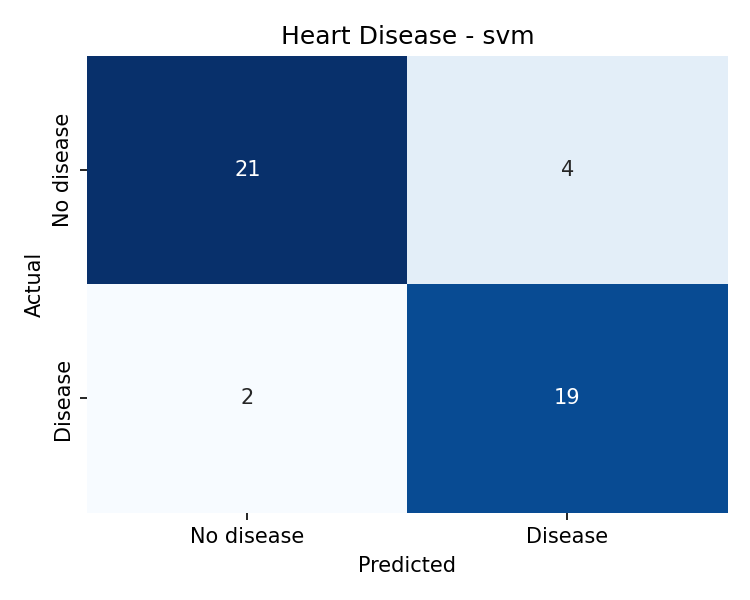 Heart Disease - svm
Actual
No disease
21
4
Disease
2
19
No disease
Disease
Predicted